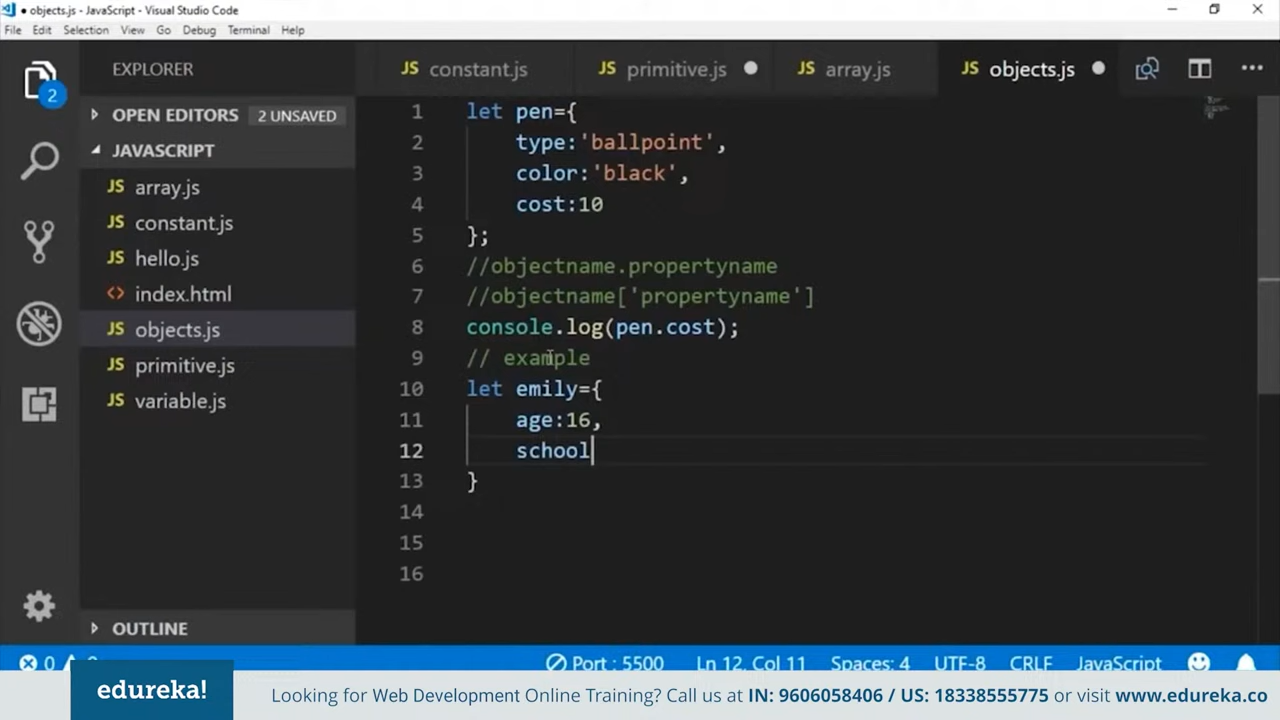 ● objects.js - JavaScript - Visual Studio Code
File Edit Selection View Go Debug Terminal Help
EXPLORER
JS constant.js JS primitive.js ● JS array.js JS objects.js ● ...
2
OPEN EDITORS 2 UNSAVED
JAVASCRIPT
JS array.js
JS constant.js
JS hello.js
<> index.html
JS objects.js
JS primitive.js
JS variable.js
OUTLINE
1 let pen={
2 type:'ballpoint',
3 color:'black',
4 cost:10
5 };
6 //objectname.propertyname
7 //objectname['propertyname']
8 console.log(pen.cost);
9 // example
10 let emily={
11 age:16,
12 school
13 }
14
15
16
0 Port : 5500 Ln 12, Col 11 Spaces: 4 UTF-8 CRLF JavaScript
edureka! Looking for Web Development Online Training? Call us at IN: 9606058406 / US: 18338555775 or visit www.edureka.co